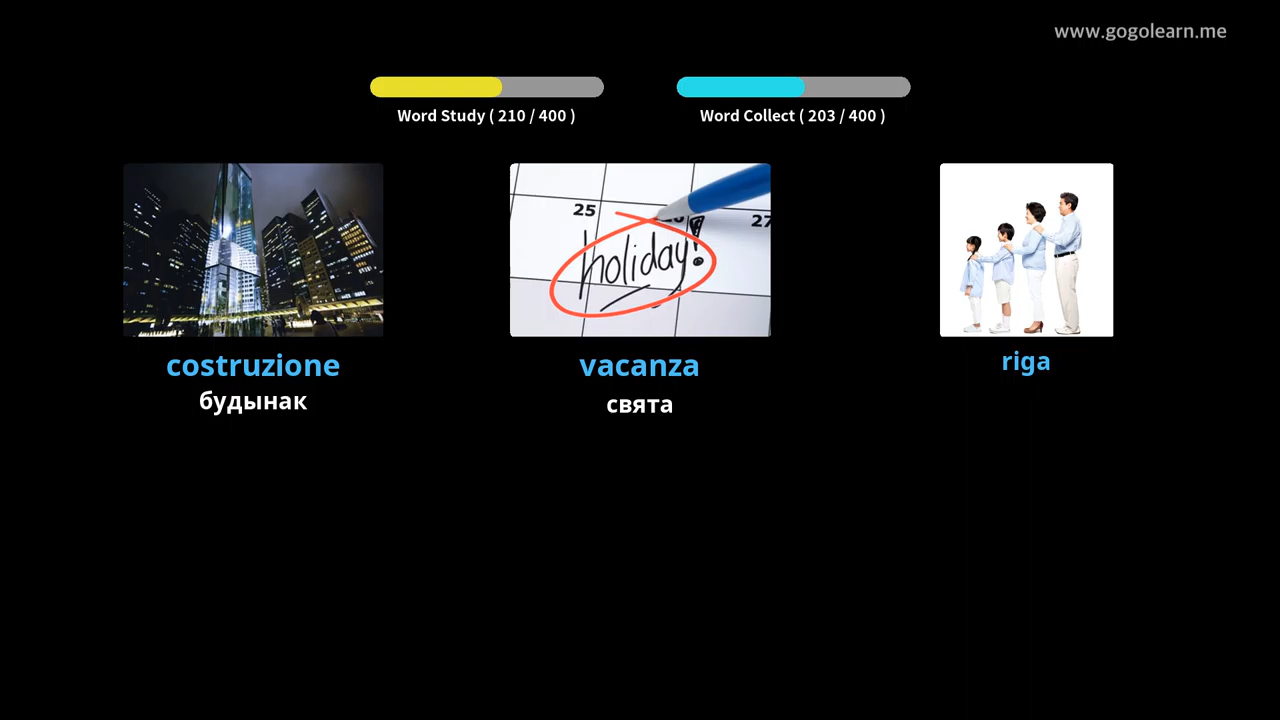 www.gogolearn.me
Word Study ( 210 / 400 )
Word Collect ( 203 / 400 )
25
27
holiday!
costruzione
vacanza
riga
будынак
свята